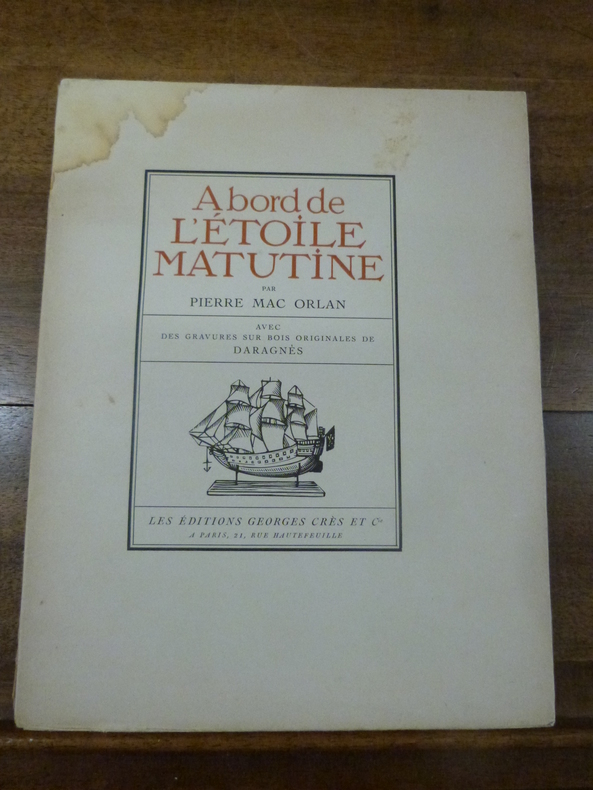 A bord de
L'ÉTOILE
MATUTINE
PAR
PIERRE MAC ORLAN
AVEC
DES GRAVURES SUR BOIS ORIGINALES DE
DARAGNÈS
LES ÉDITIONS GEORGES CRÈS ET Cie
A PARIS, 21, RUE HAUTEFEUILLE